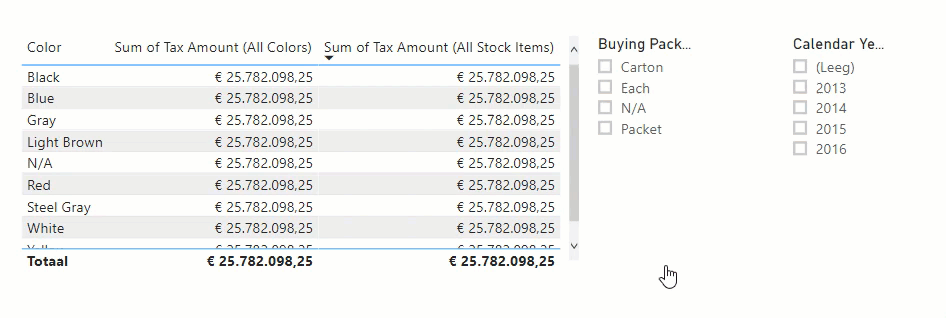 Color Sum of Tax Amount (All Colors) Sum of Tax Amount (All Stock Items)
Black € 25.782.098,25 € 25.782.098,25
Blue € 25.782.098,25 € 25.782.098,25
Gray € 25.782.098,25 € 25.782.098,25
Light Brown € 25.782.098,25 € 25.782.098,25
N/A € 25.782.098,25 € 25.782.098,25
Red € 25.782.098,25 € 25.782.098,25
Steel Gray € 25.782.098,25 € 25.782.098,25
White € 25.782.098,25 € 25.782.098,25
Totaal € 25.782.098,25 € 25.782.098,25
Buying Pack...
Carton
Each
N/A
Packet
Calendar Ye...
(Leeg)
2013
2014
2015
2016